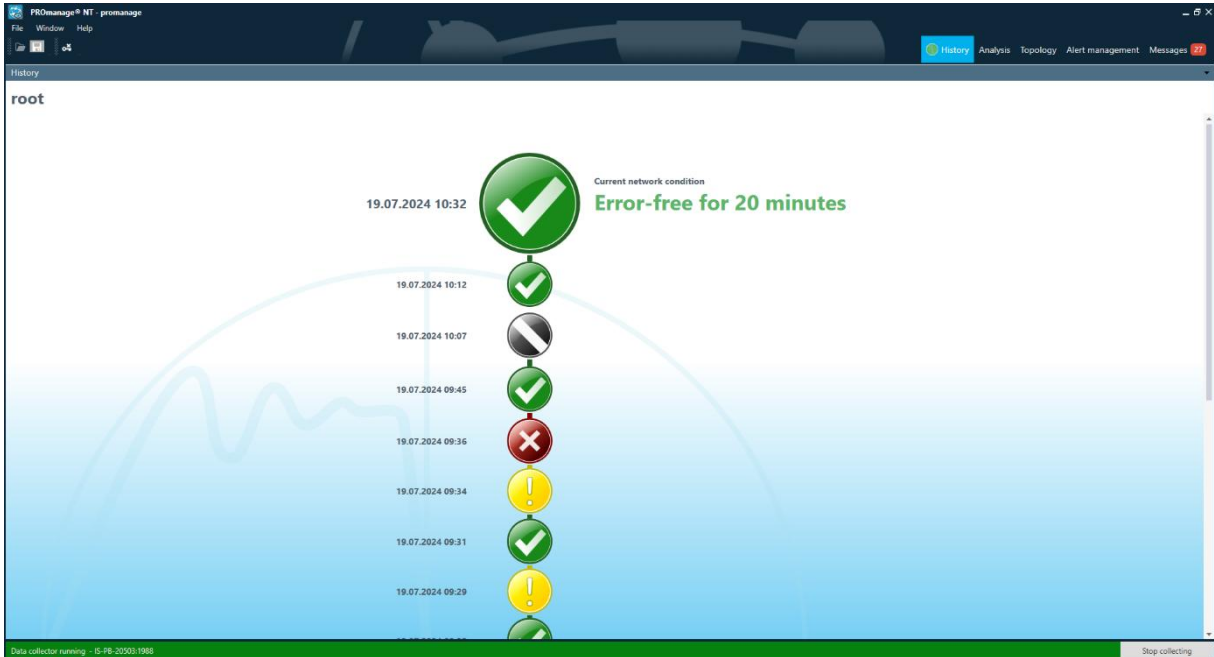 PROmanage® NT - promanage
File Window Help
History Analysis Topology Alert management Messages 27
History
root
Current network condition
19.07.2024 10:32 Error-free for 20 minutes
19.07.2024 10:12
19.07.2024 10:07
19.07.2024 09:45
19.07.2024 09:36
19.07.2024 09:34
19.07.2024 09:31
19.07.2024 09:29
Data collector running - IS-PB-20503:1988 Stop collecting